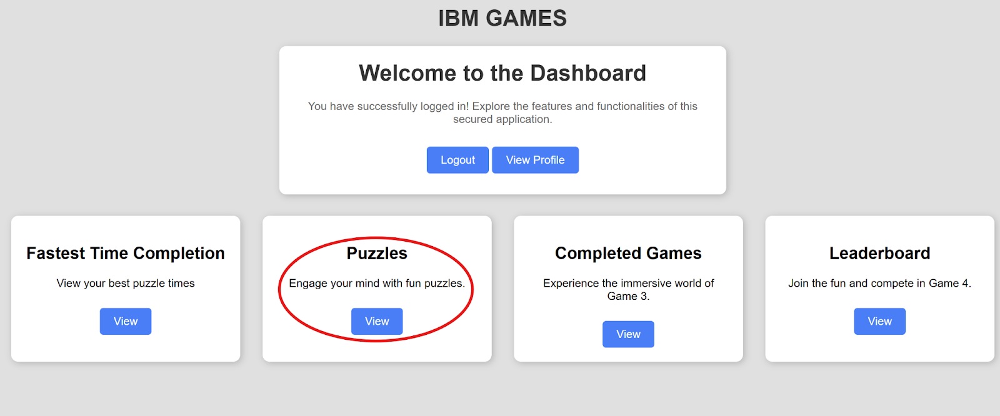 IBM GAMES
Welcome to the Dashboard
You have successfully logged in! Explore the features and functionalities of this
secured application.
Logout
View Profile
Fastest Time Completion
View your best puzzle times
View
Puzzles
Engage your mind with fun puzzles.
View
Completed Games
Experience the immersive world of
Game 3.
View
Leaderboard
Join the fun and compete in Game 4.
View